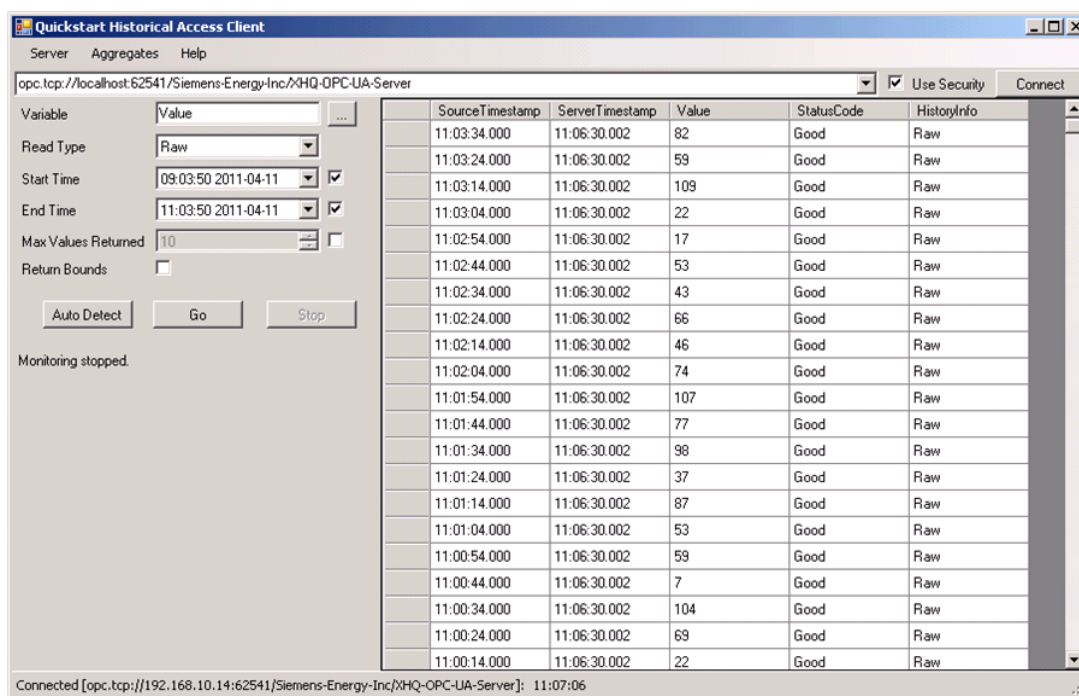 Quickstart Historical Access Client
Server Aggregates Help
opc.tcp://localhost:62541/Siemens-Energy-Inc/XHQ-OPC-UA-Server Use Security Connect
Variable Value ...
Read Type Raw
Start Time 09:03:50 2011-04-11
End Time 11:03:50 2011-04-11
Max Values Returned 10
Return Bounds
Auto Detect Go Stop
Monitoring stopped.
SourceTimestamp ServerTimestamp Value StatusCode HistoryInfo
11:03:34.000 11:06:30.002 82 Good Raw
11:03:24.000 11:06:30.002 59 Good Raw
11:03:14.000 11:06:30.002 109 Good Raw
11:03:04.000 11:06:30.002 22 Good Raw
11:02:54.000 11:06:30.002 17 Good Raw
11:02:44.000 11:06:30.002 53 Good Raw
11:02:34.000 11:06:30.002 43 Good Raw
11:02:24.000 11:06:30.002 66 Good Raw
11:02:14.000 11:06:30.002 46 Good Raw
11:02:04.000 11:06:30.002 74 Good Raw
11:01:54.000 11:06:30.002 107 Good Raw
11:01:44.000 11:06:30.002 77 Good Raw
11:01:34.000 11:06:30.002 98 Good Raw
11:01:24.000 11:06:30.002 37 Good Raw
11:01:14.000 11:06:30.002 87 Good Raw
11:01:04.000 11:06:30.002 53 Good Raw
11:00:54.000 11:06:30.002 59 Good Raw
11:00:44.000 11:06:30.002 7 Good Raw
11:00:34.000 11:06:30.002 104 Good Raw
11:00:24.000 11:06:30.002 69 Good Raw
11:00:14.000 11:06:30.002 22 Good Raw
Connected [opc.tcp://192.168.10.14:62541/Siemens-Energy-Inc/XHQ-OPC-UA-Server]: 11:07:06